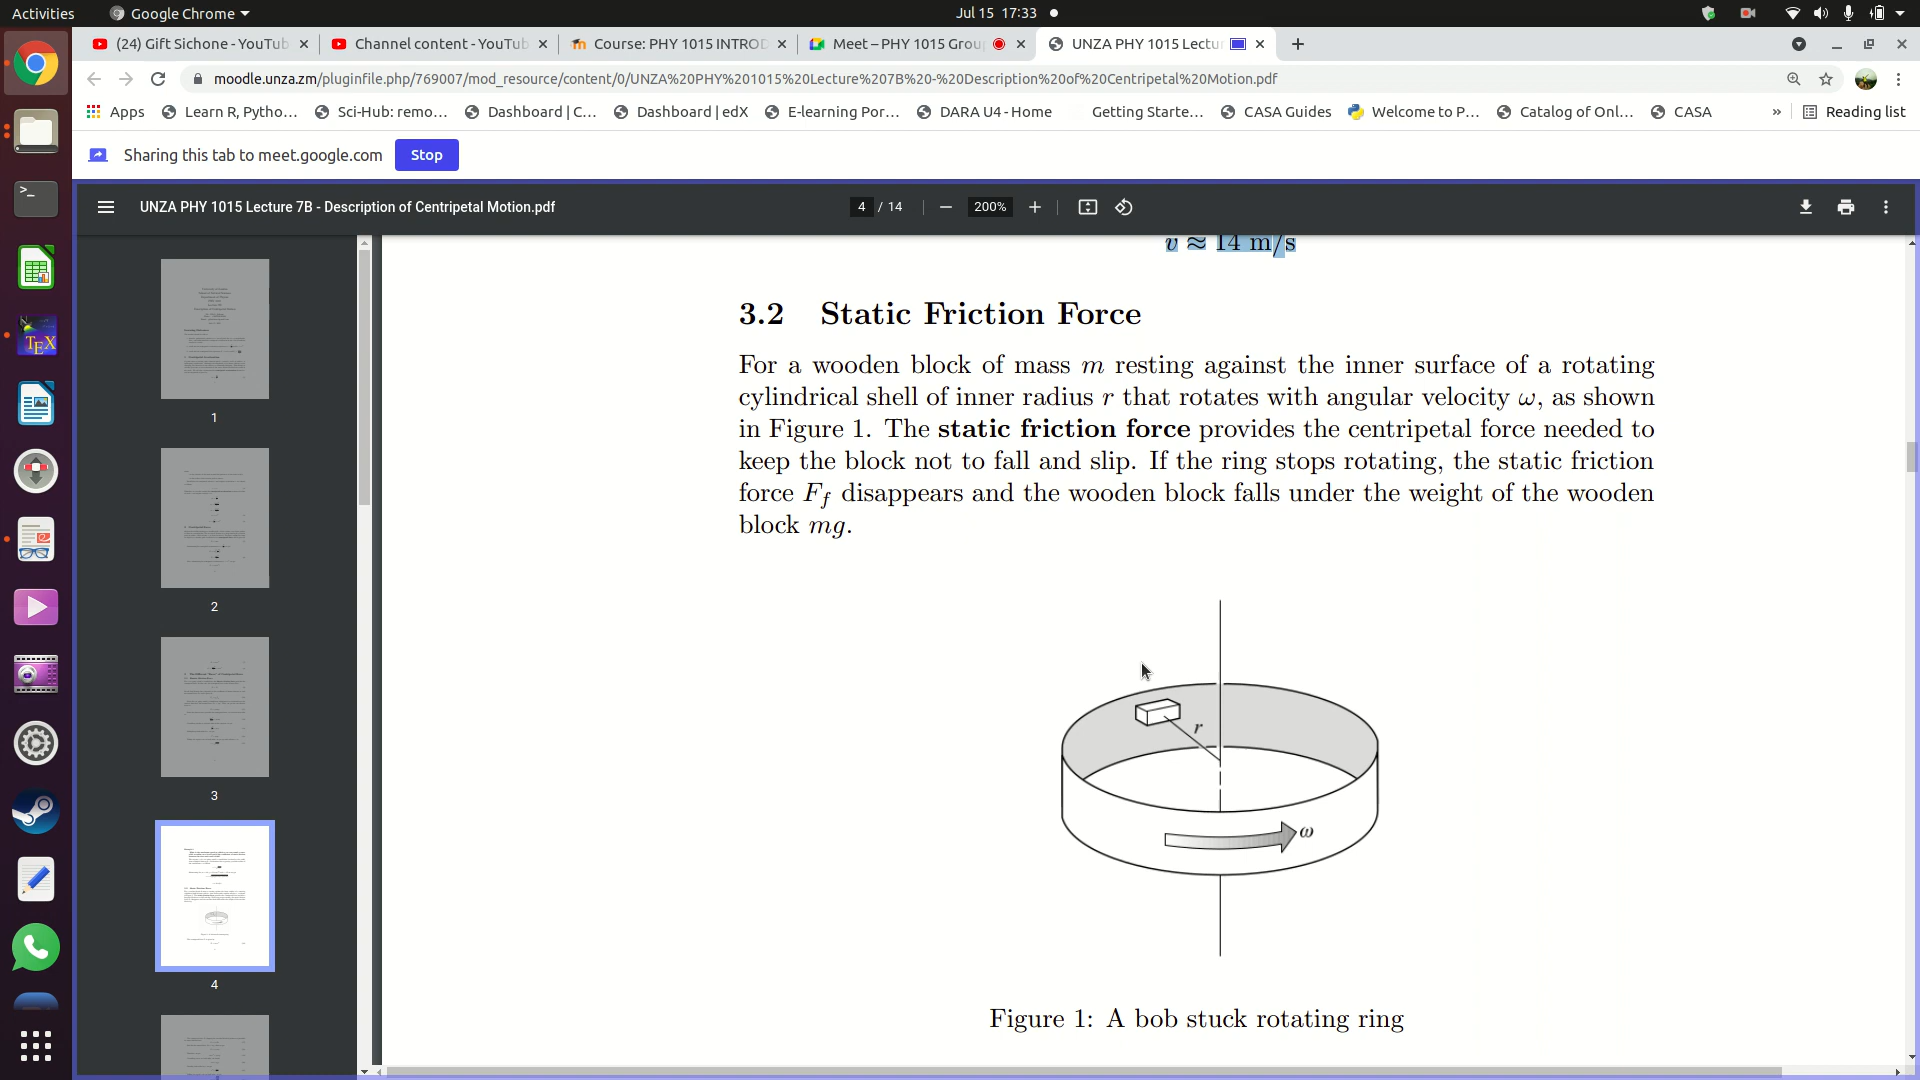 Activities
Google Chrome
Jul 15 17:33
(24) Gift Sichone - YouTub
Channel content - YouTub
Course: PHY 1015 INTROD
Meet – PHY 1015 Grou
UNZA PHY 1015 Lectur
moodle.unza.zm/pluginfile.php/769007/mod_resource/content/0/UNZA%20PHY%201015%20Lecture%207B%20-%20Description%20of%20Centripetal%20Motion.pdf
Apps
Learn R, Pytho...
Sci-Hub: remo...
Dashboard | C...
Dashboard | edX
E-learning Por...
DARA U4 - Home
Getting Starte...
CASA Guides
Welcome to P...
Catalog of Onl...
CASA
»
Reading list
Sharing this tab to meet.google.com
Stop
UNZA PHY 1015 Lecture 7B - Description of Centripetal Motion.pdf
4 / 14
200%
1
2
3
4
v ≈ 14 m/s
3.2 Static Friction Force
For a wooden block of mass m resting against the inner surface of a rotating
cylindrical shell of inner radius r that rotates with angular velocity ω, as shown
in Figure 1. The static friction force provides the centripetal force needed to
keep the block not to fall and slip. If the ring stops rotating, the static friction
force Ff disappears and the wooden block falls under the weight of the wooden
block mg.
r
ω
Figure 1: A bob stuck rotating ring
TEX